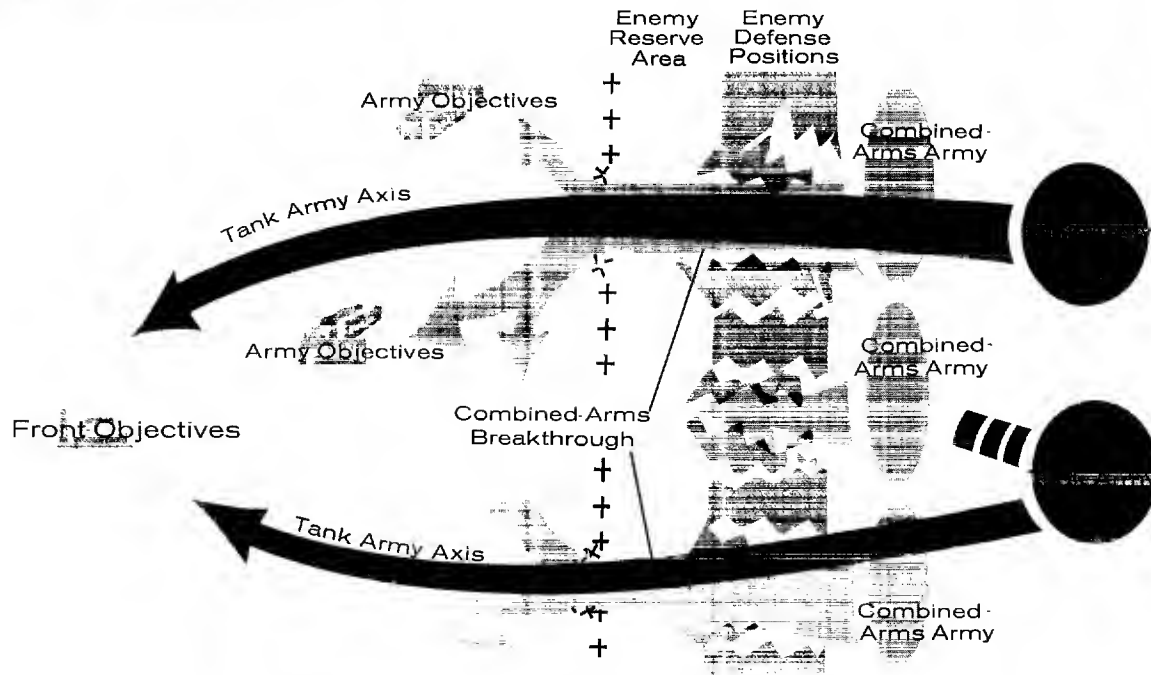 Enemy
Reserve
Area
Enemy
Defense
Positions
Army Objectives
Combined-
Arms Army
Tank Army Axis
Army Objectives
Combined-
Arms Army
Front Objectives
Combined-Arms
Breakthrough
Tank Army Axis
Combined-
Arms Army